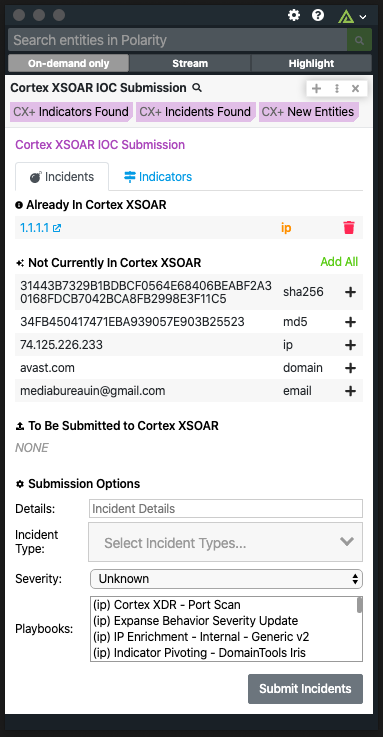 Search entities in Polarity
On-demand only Stream Highlight
Cortex XSOAR IOC Submission
CX+ Indicators Found CX+ Incidents Found CX+ New Entities
Cortex XSOAR IOC Submission
Incidents Indicators
Already In Cortex XSOAR
1.1.1.1 ip
Not Currently In Cortex XSOAR Add All
31443B7329B1BDBCF0564E68406BEABF2A3
0168FDCB7042BCA8FB2998E3F11C5 sha256
34FB450417471EBA939057E903B25523 md5
74.125.226.233 ip
avast.com domain
mediabureauin@gmail.com email
To Be Submitted to Cortex XSOAR
NONE
Submission Options
Details: Incident Details
Incident
Type: Select Incident Types...
Severity: Unknown
Playbooks:
(ip) Cortex XDR - Port Scan
(ip) Expanse Behavior Severity Update
(ip) IP Enrichment - Internal - Generic v2
(ip) Indicator Pivoting - DomainTools Iris
Submit Incidents